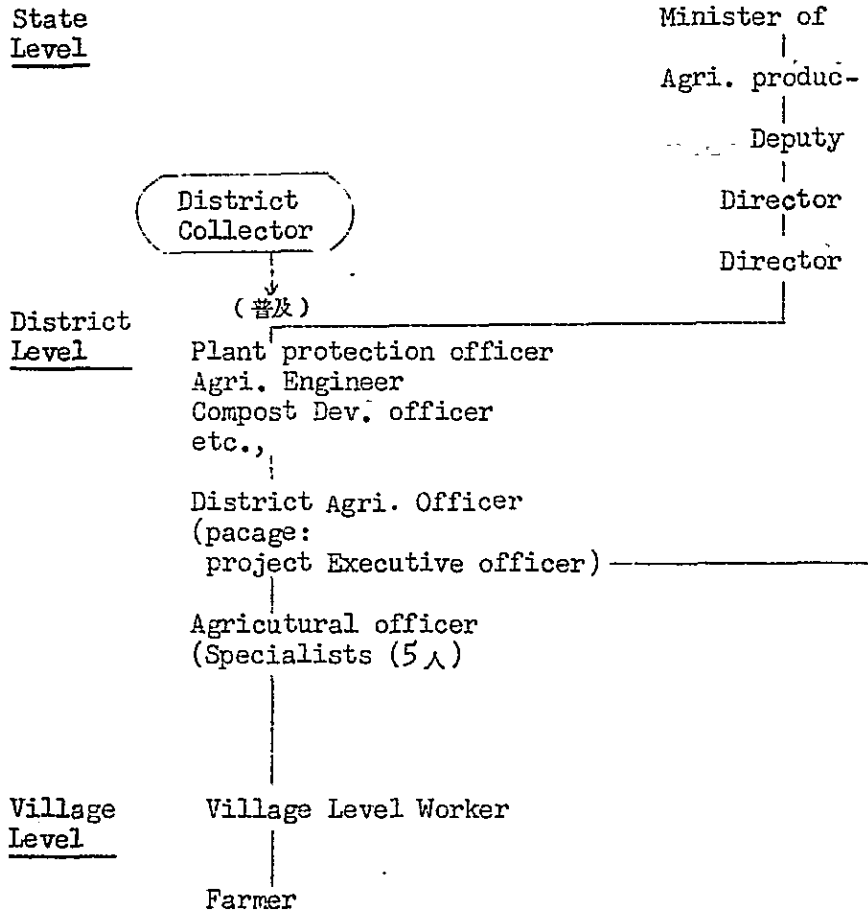 State
Level
Minister of
Agri. produc-
Deputy
Director
Director
District
Collector
(普及)
District
Level
Plant protection officer
Agri. Engineer
Compost Dev. officer
etc.,
District Agri. Officer
(pacage:
project Executive officer)
Agricutural officer
(Specialists (5人)
Village
Level
Village Level Worker
Farmer